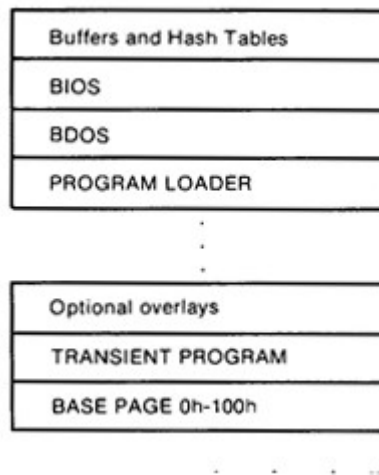 Buffers and Hash Tables
BIOS
BDOS
PROGRAM LOADER
Optional overlays
TRANSIENT PROGRAM
BASE PAGE 0h-100h